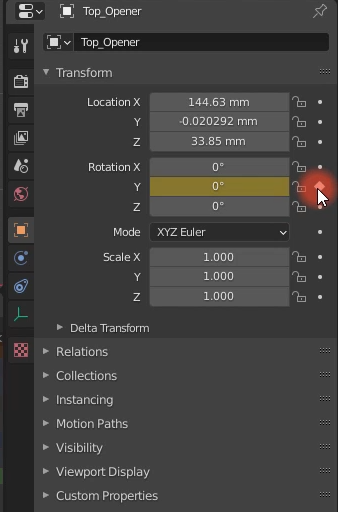 Top_Opener
Top_Opener
Transform
Location X 144.63 mm
Y -0.020292 mm
Z 33.85 mm
Rotation X 0°
Y 0°
Z 0°
Mode XYZ Euler
Scale X 1.000
Y 1.000
Z 1.000
Delta Transform
Relations
Collections
Instancing
Motion Paths
Visibility
Viewport Display
Custom Properties